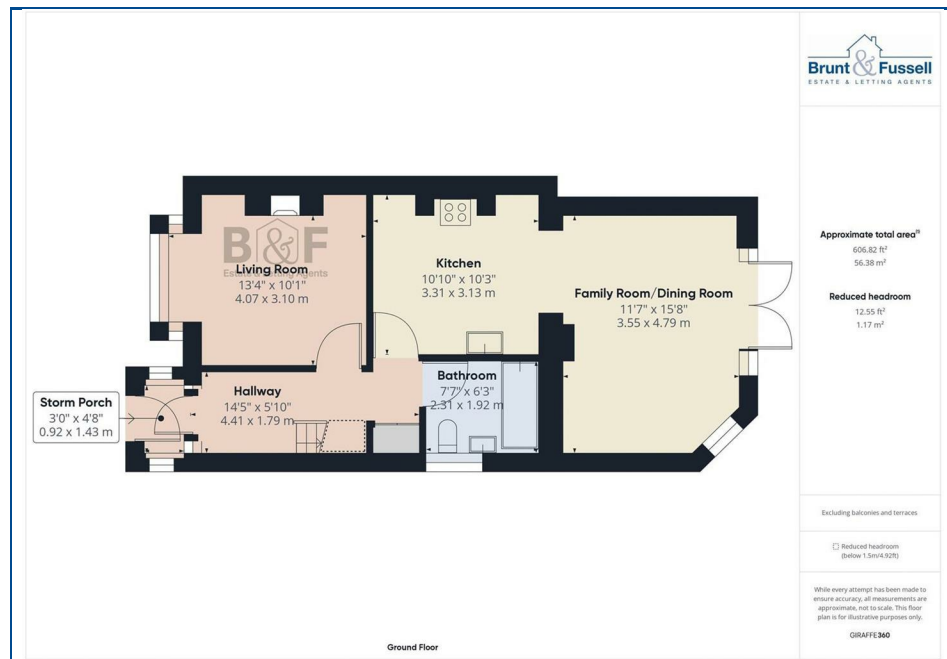 Brunt & Fussell
ESTATE & LETTING AGENTS
Approximate total area⁽¹⁾
606.82 ft²
56.38 m²
Reduced headroom
12.55 ft²
1.17 m²
B&F
Estate & Letting Agents
Living Room
13'4" x 10'1"
4.07 x 3.10 m
Kitchen
10'10" x 10'3"
3.31 x 3.13 m
Family Room/Dining Room
11'7" x 15'8"
3.55 x 4.79 m
Storm Porch
3'0" x 4'8"
0.92 x 1.43 m
Hallway
14'5" x 5'10"
4.41 x 1.79 m
Bathroom
7'7" x 6'3"
2.31 x 1.92 m
Excluding balconies and terraces
Reduced headroom
(below 1.5m/4.92ft)
While every attempt has been made to
ensure accuracy, all measurements are
approximate, not to scale. This floor
plan is for illustrative purposes only.
GIRAFFE360
Ground Floor